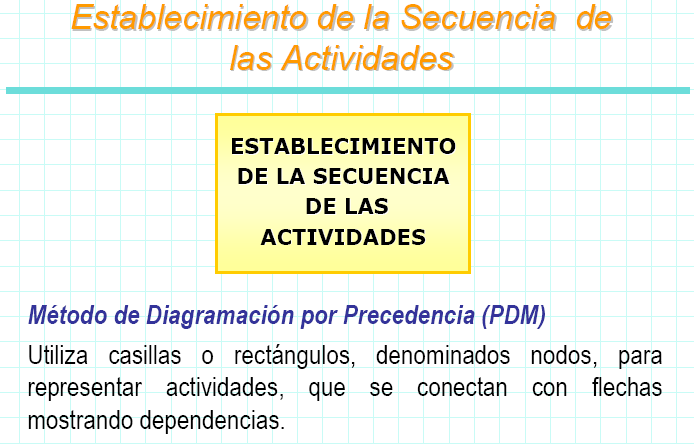 Establecimiento de la Secuencia de
las Actividades
ESTABLECIMIENTO
DE LA SECUENCIA
DE LAS
ACTIVIDADES
Método de Diagramación por Precedencia (PDM)
Utiliza casillas o rectángulos, denominados nodos, para
representar actividades, que se conectan con flechas
mostrando dependencias.